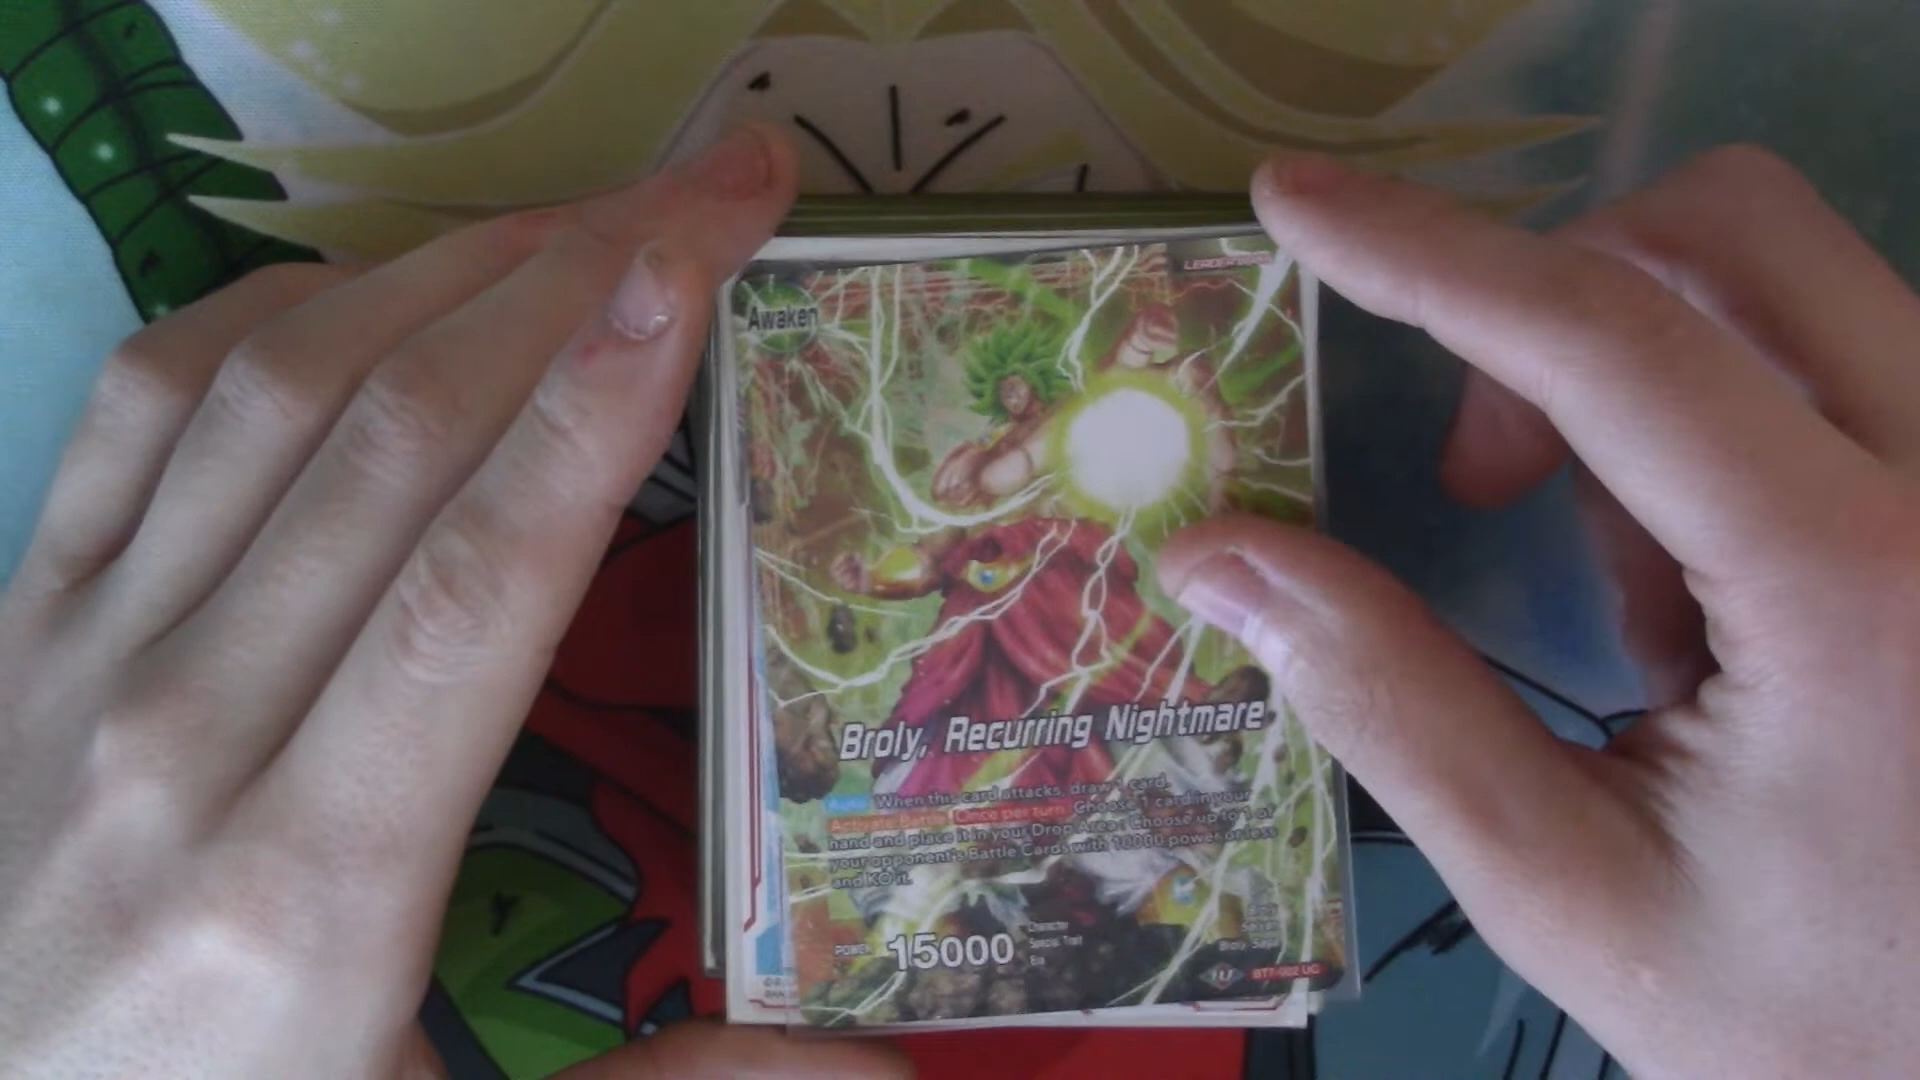 LEADER
Awaken
Broly, Recurring Nightmare
Auto When this card attacks, draw 1 card.
Activate Battle Once per turn Choose 1 card in your
hand and place it in your Drop Area : Choose up to 1 of
your opponent's Battle Cards with 10000 power or less
and KO it.
POWER 15000
Character
Special Trait
Era
Broly
Saiyan
Broly Saga
BT7-002 UC